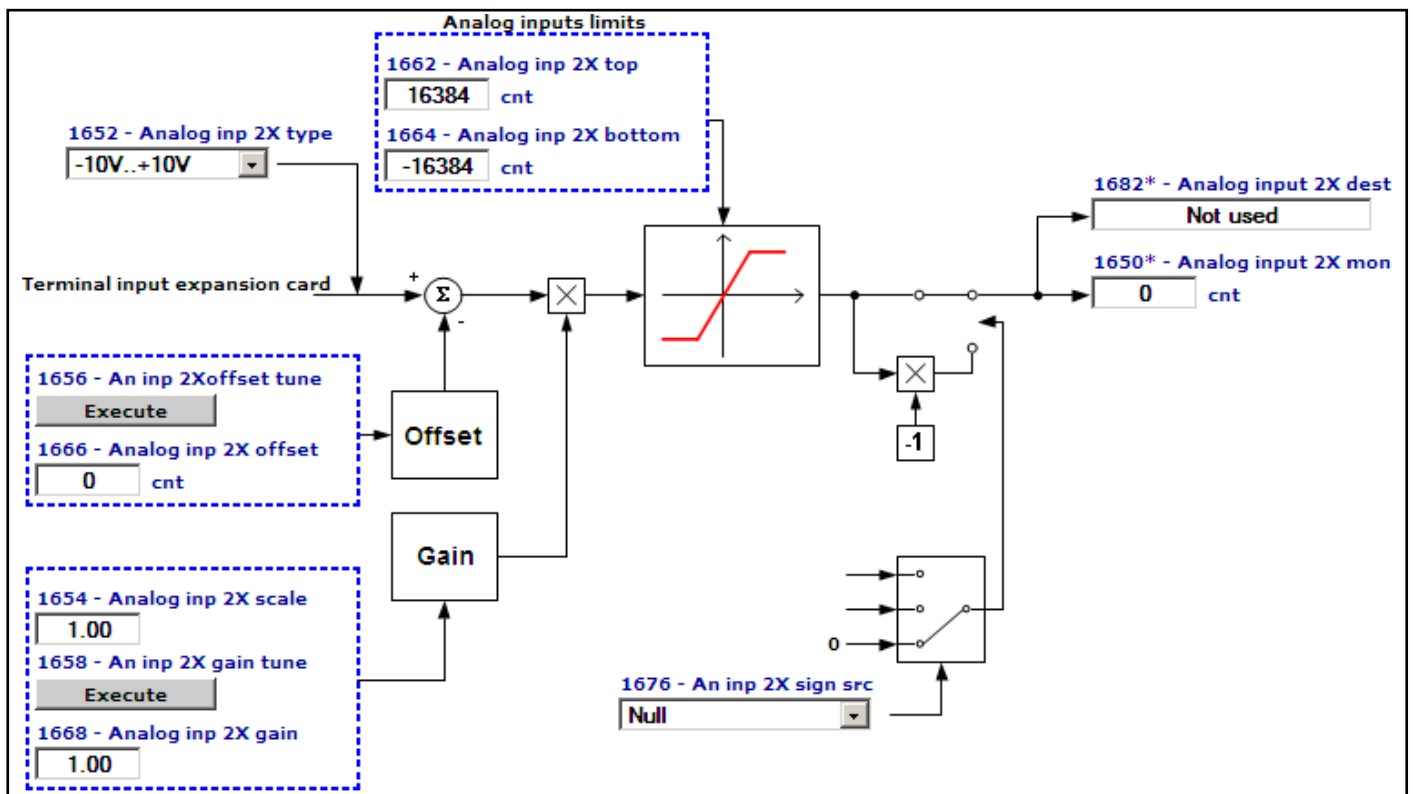 Analog inputs limits
1662 - Analog inp 2X top
16384 cnt
1664 - Analog inp 2X bottom
-16384 cnt
1652 - Analog inp 2X type
-10V..+10V
1682* - Analog input 2X dest
Not used
1650* - Analog input 2X mon
0 cnt
Terminal input expansion card
+
Σ
-
1656 - An inp 2Xoffset tune
Execute
1666 - Analog inp 2X offset
0 cnt
Offset
-1
Gain
1654 - Analog inp 2X scale
1.00
1658 - An inp 2X gain tune
Execute
1668 - Analog inp 2X gain
1.00
0
1676 - An inp 2X sign src
Null